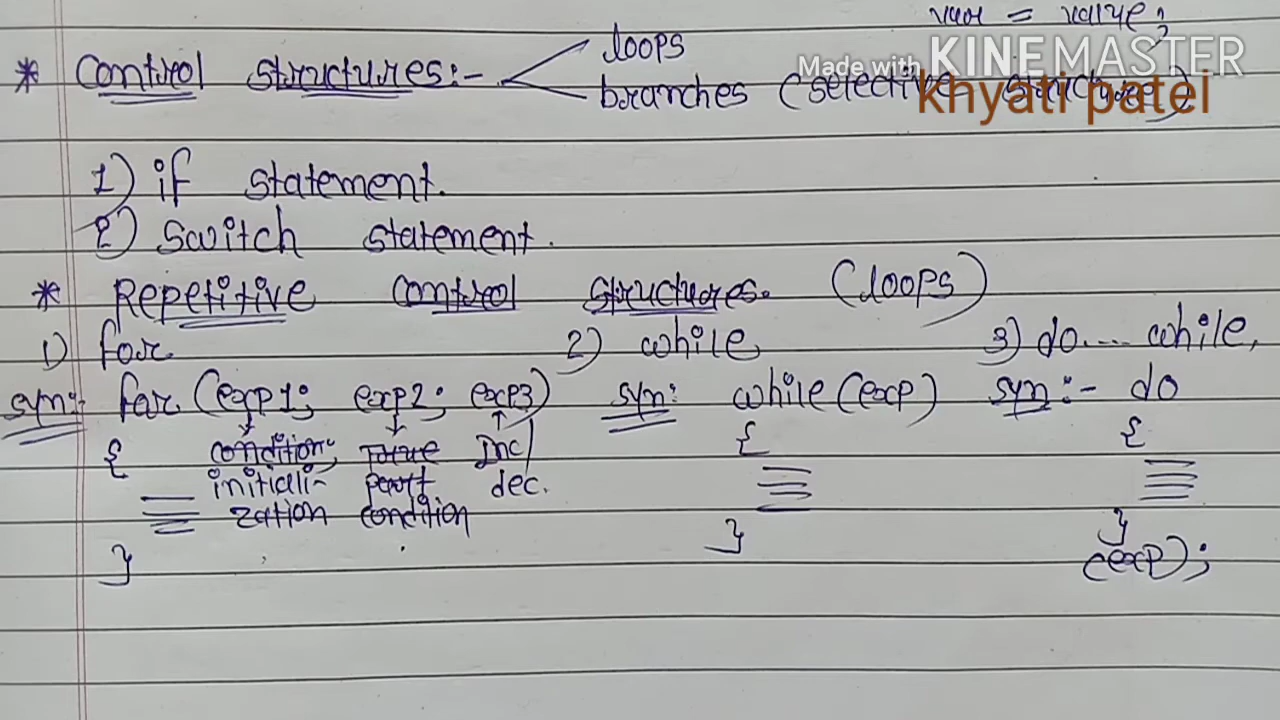 var = value;
Made with KINEMASTER
khyati patel
* Control structures:- loops
branches (selective structure)
1) if statement.
2) switch statement.
* Repetitive control structures. (loops)
1) for 2) while, 3) do... while,
syn:- for (exp1; exp2; exp3) syn: while(exp) syn:- do
{ condition; true Inc/ { {
initiali- part dec.
zation condition
} } }
(exp);